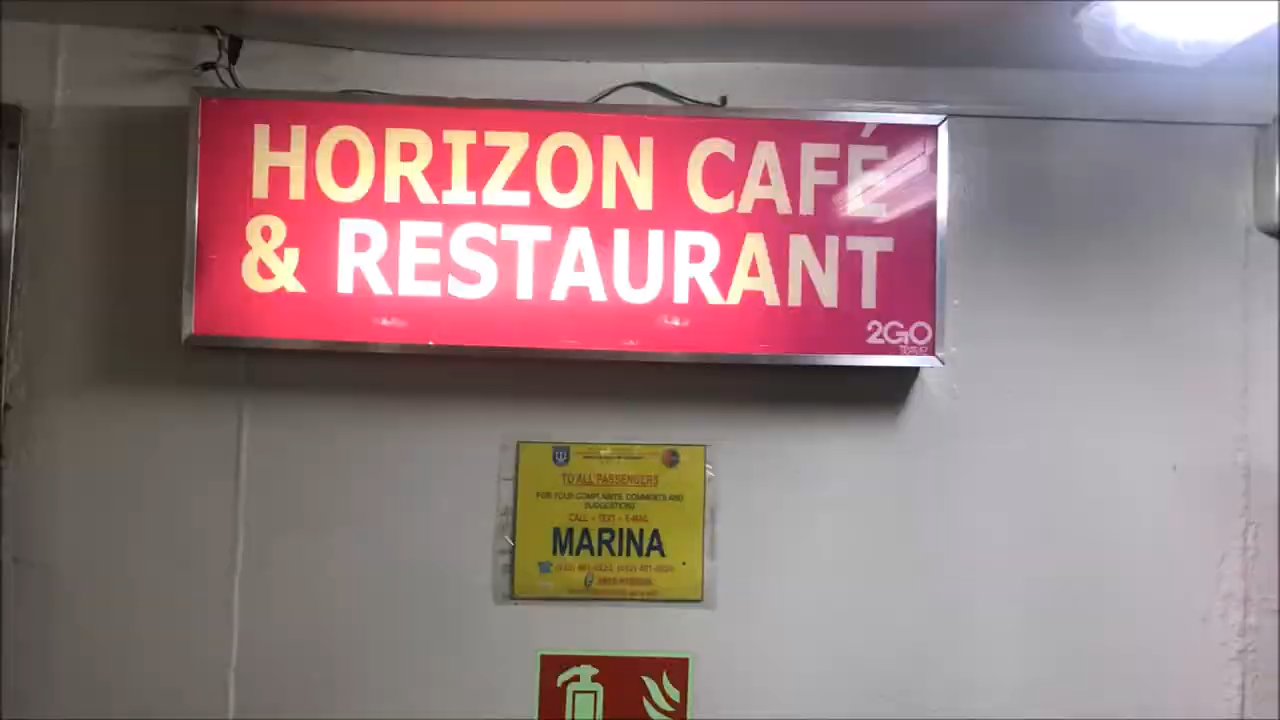 HORIZON CAFÉ
& RESTAURANT
2GO
TO ALL PASSENGERS
FOR YOUR COMPLAINTS, COMMENTS AND
SUGGESTIONS
CALL - TEXT - E-MAIL
MARINA